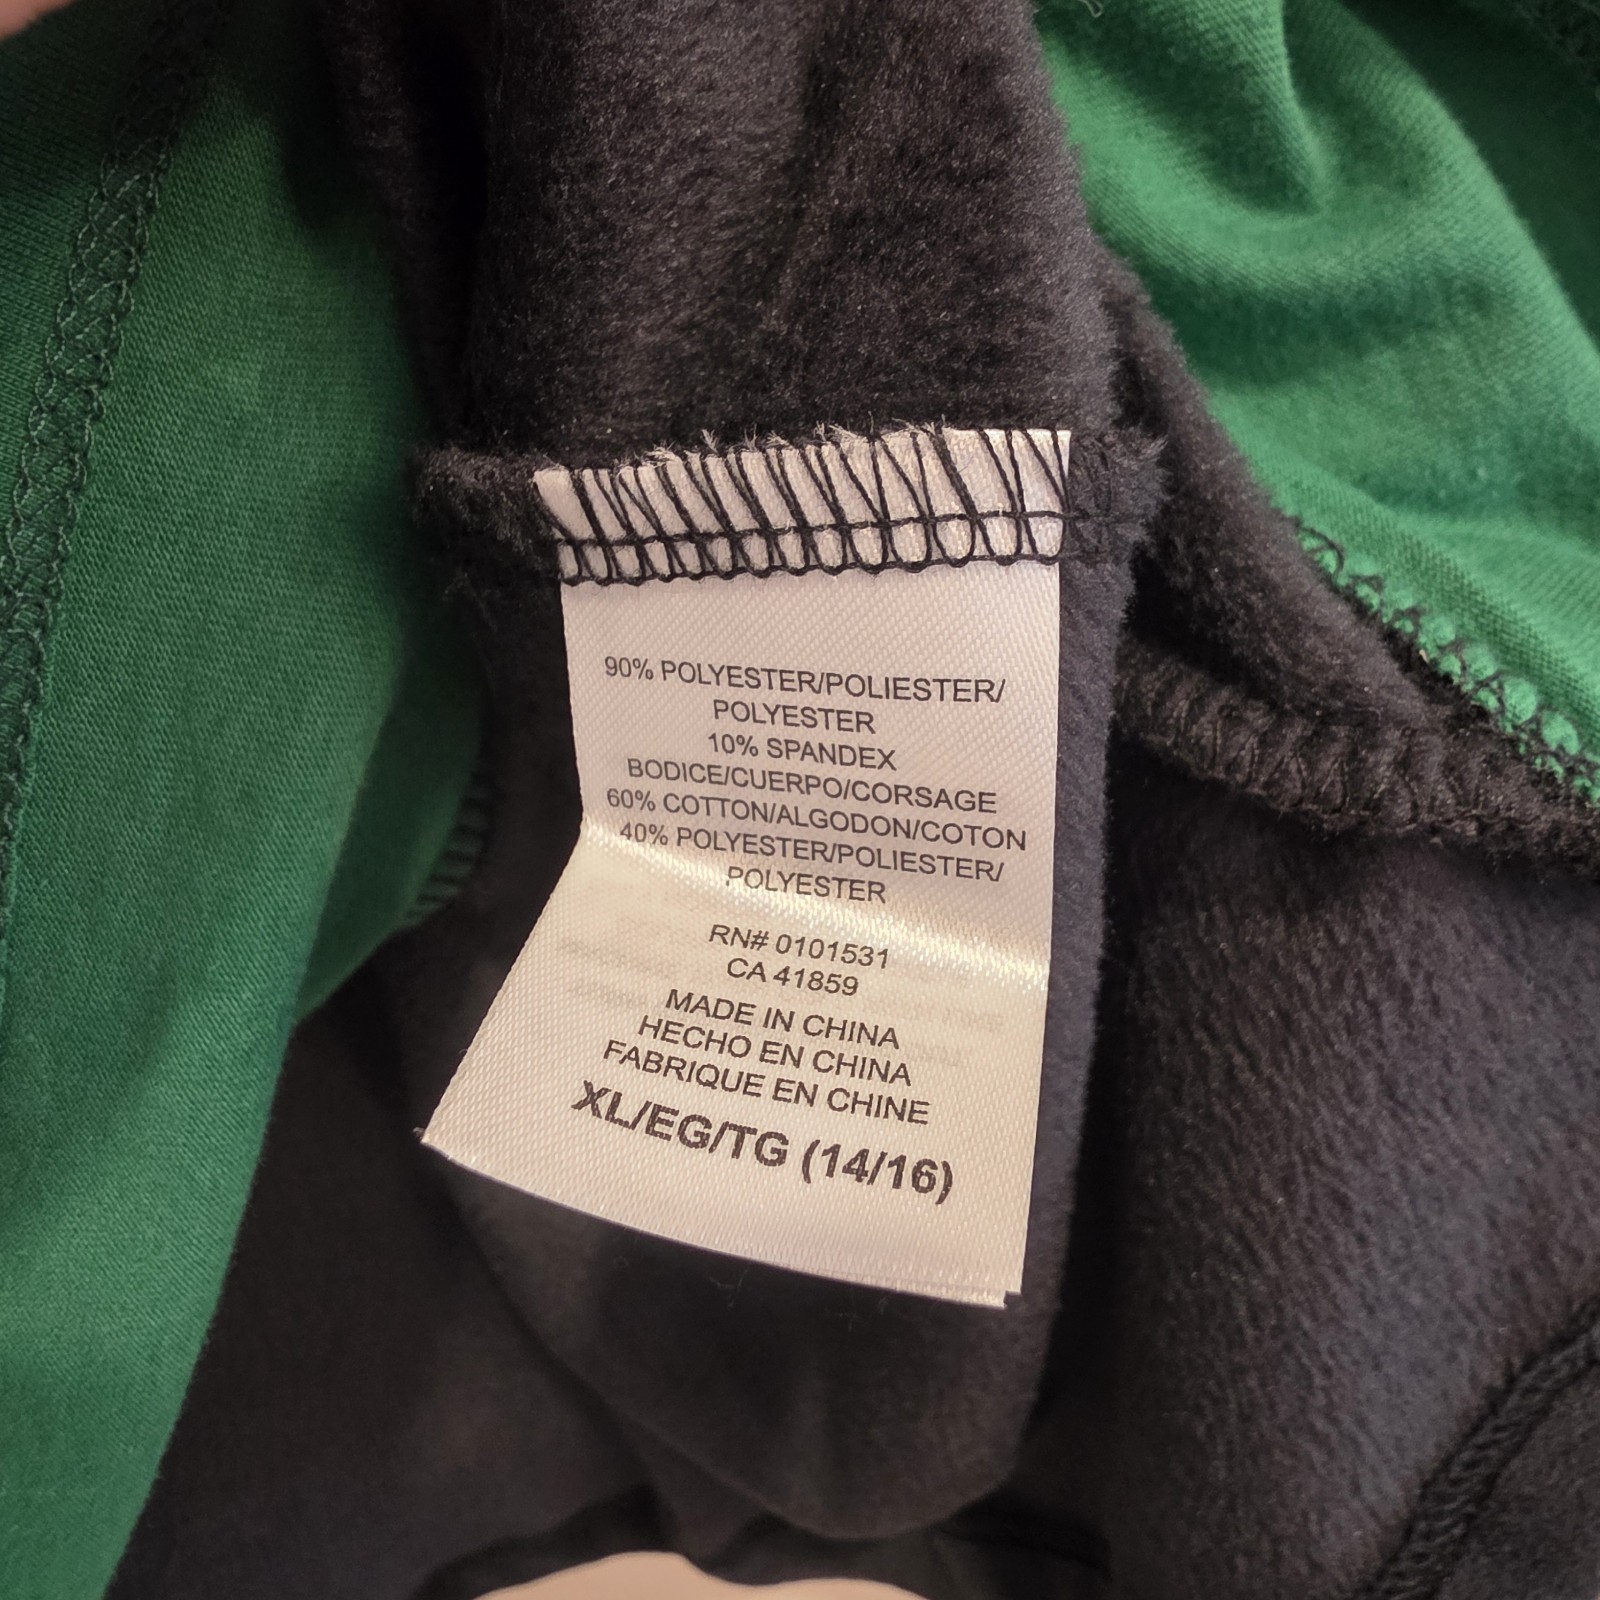 90% POLYESTER/POLIESTER/
POLYESTER
10% SPANDEX
BODICE/CUERPO/CORSAGE
60% COTTON/ALGODON/COTON
40% POLYESTER/POLIESTER/
POLYESTER
RN# 0101531
CA 41859
MADE IN CHINA
HECHO EN CHINA
FABRIQUE EN CHINE
XL/EG/TG (14/16)